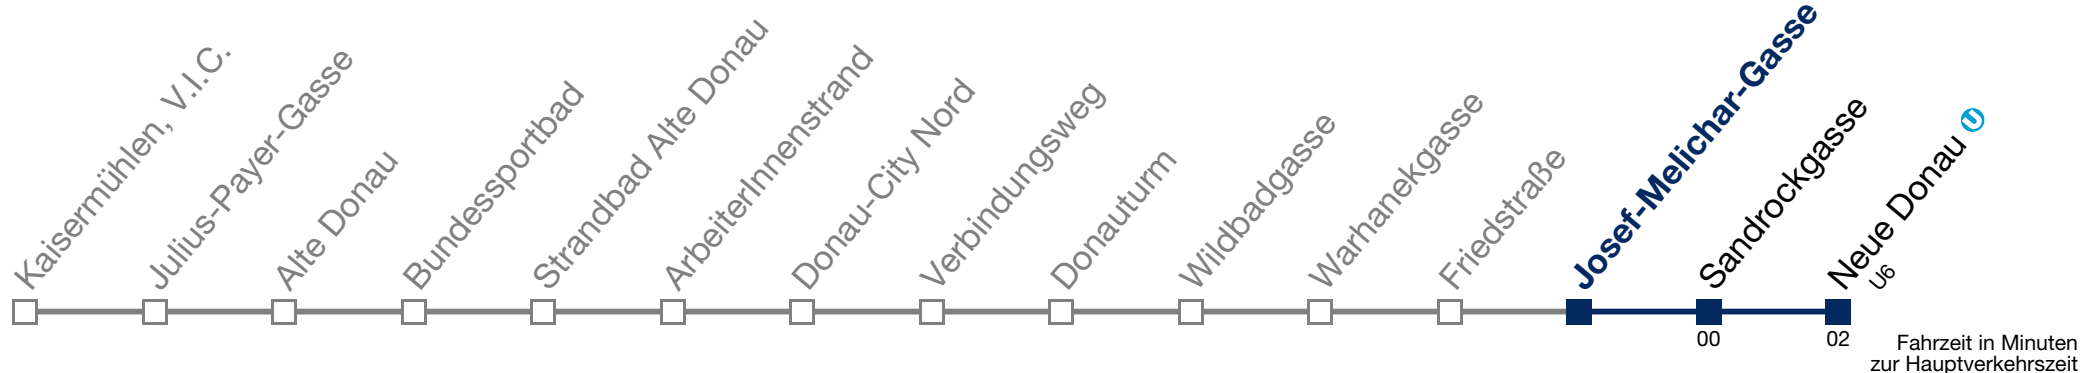 Kaisermühlen, V.I.C.
Julius-Payer-Gasse
Alte Donau
Bundessportbad
Strandbad Alte Donau
ArbeiterInnenstrand
Donau-City Nord
Verbindungsweg
Donauturm
Wildbadgasse
Warhanekgasse
Friedstraße
Josef-Melichar-Gasse
Sandrockgasse
Neue Donau U
U6
00
02
Fahrzeit in Minuten
zur Hauptverkehrszeit